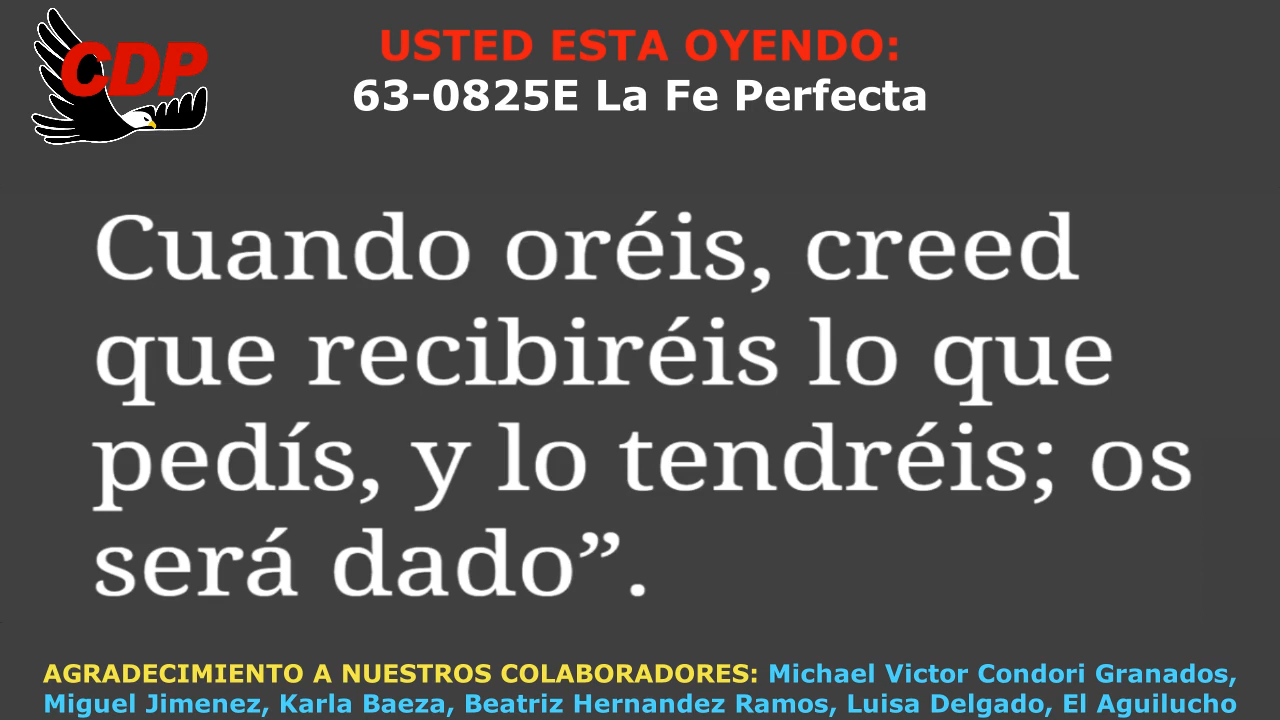 CDP
USTED ESTA OYENDO:
63-0825E La Fe Perfecta
Cuando oréis, creed
que recibiréis lo que
pedís, y lo tendréis; os
será dado”.
AGRADECIMIENTO A NUESTROS COLABORADORES: Michael Victor Condori Granados,
Miguel Jimenez, Karla Baeza, Beatriz Hernandez Ramos, Luisa Delgado, El Aguilucho